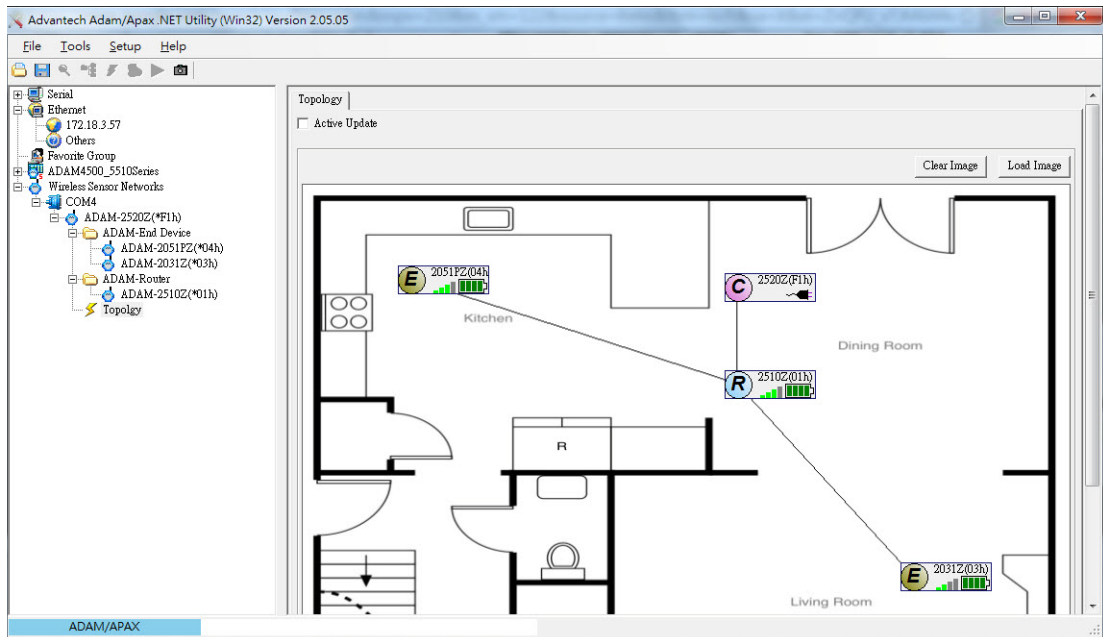 Advantech Adam/Apax .NET Utility (Win32) Version 2.05.05
File Tools Setup Help
Serial
Ethernet
172.18.3.57
Others
Favorite Group
ADAM4500_5510Series
Wireless Sensor Networks
COM4
ADAM-2520Z(*F1h)
ADAM-End Device
ADAM-2051PZ(*04h)
ADAM-2031Z(*03h)
ADAM-Router
ADAM-2510Z(*01h)
Topolgy
Topology
Active Update
Clear Image Load Image
E 2051PZ(04h
Kitchen
C 2520Z(F1h)
Dining Room
R 2510Z(01h)
R
E 2031Z(03h)
Living Room
ADAM/APAX